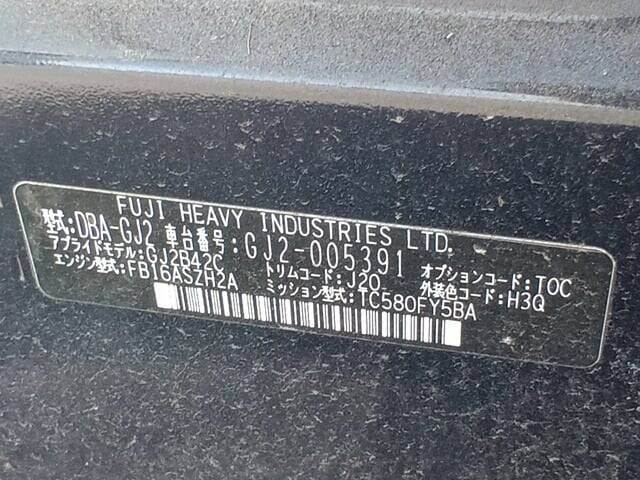 FUJI HEAVY INDUSTRIES LTD.
型式:DBA-GJ2 車台番号:GJ2-005391
アプライドモデル:GJ2B42C トリムコード:J20 オプションコード:TOC
エンジン型式:FB16ASZH2A ミッション型式:TC580FY5BA 外装色コード:H3Q